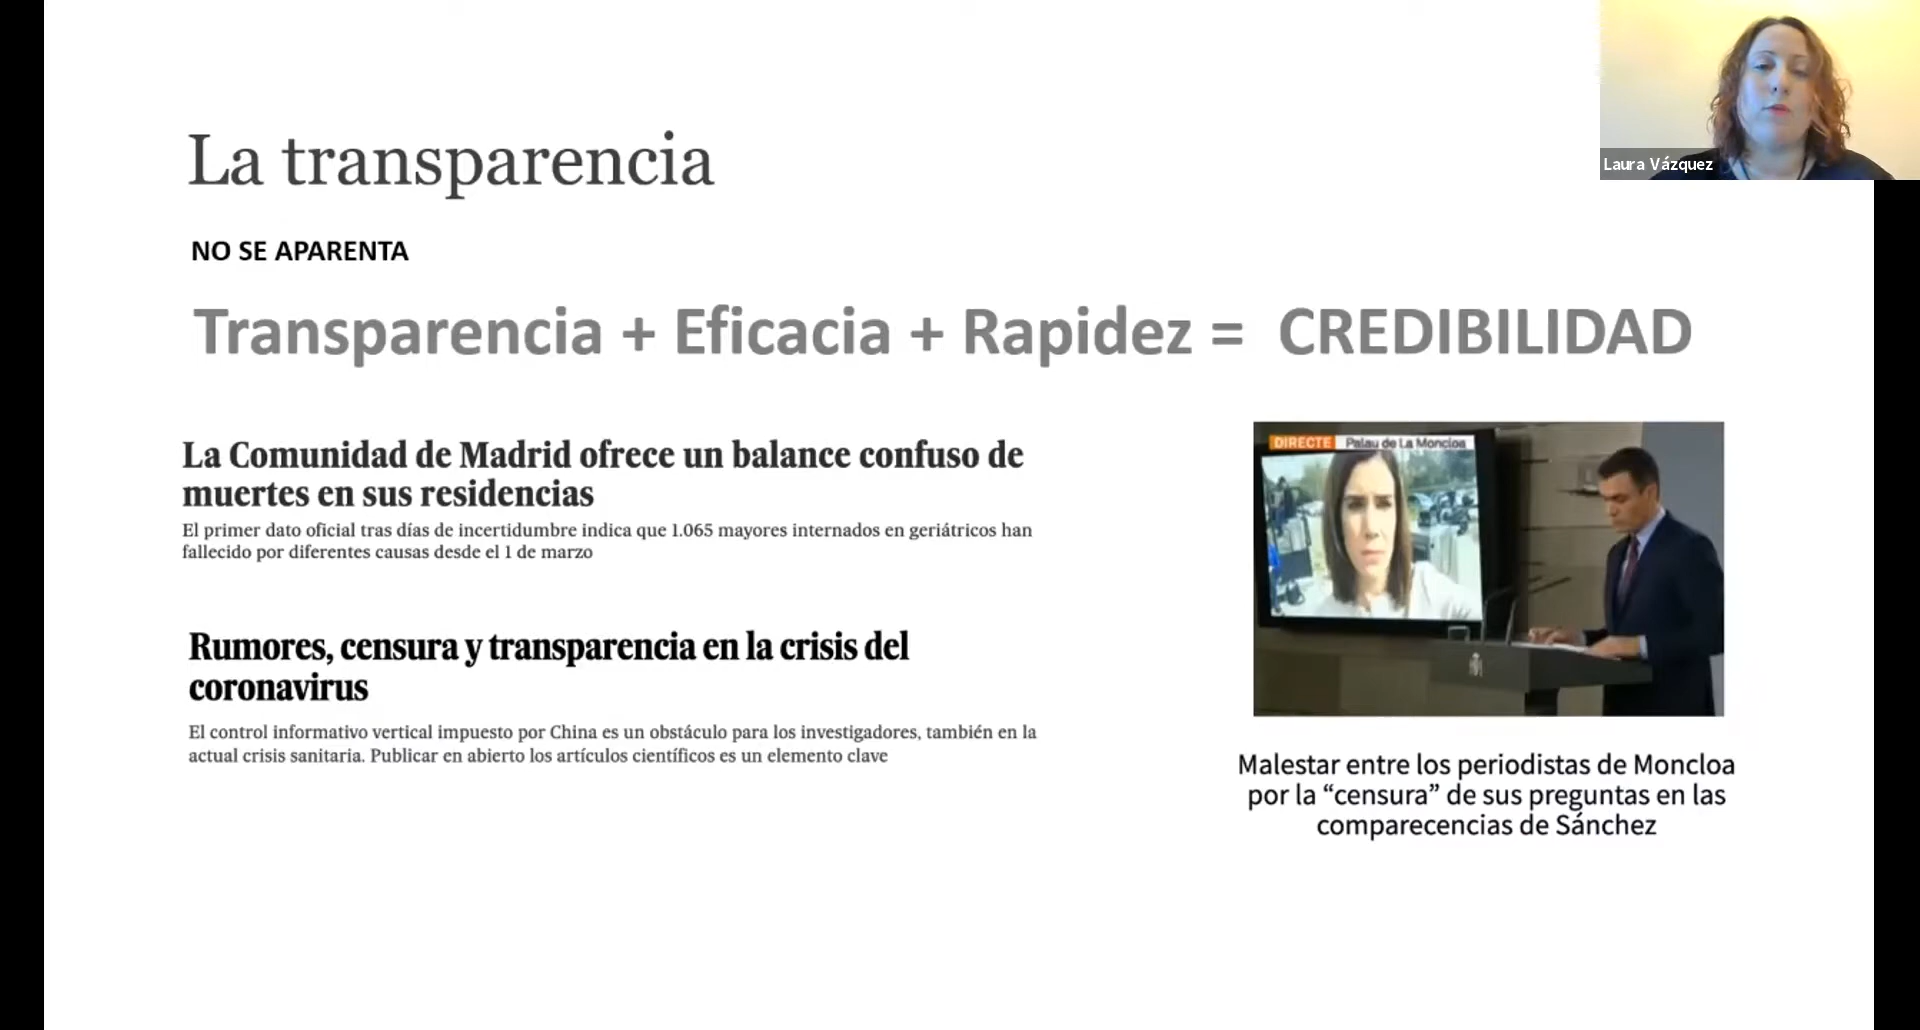 Laura Vázquez
La transparencia
NO SE APARENTA
Transparencia + Eficacia + Rapidez = CREDIBILIDAD
La Comunidad de Madrid ofrece un balance confuso de
muertes en sus residencias
El primer dato oficial tras días de incertidumbre indica que 1.065 mayores internados en geriátricos han
fallecido por diferentes causas desde el 1 de marzo
Rumores, censura y transparencia en la crisis del
coronavirus
El control informativo vertical impuesto por China es un obstáculo para los investigadores, también en la
actual crisis sanitaria. Publicar en abierto los artículos científicos es un elemento clave
DIRECTE Palau de La Moncloa
Malestar entre los periodistas de Moncloa
por la “censura” de sus preguntas en las
comparecencias de Sánchez